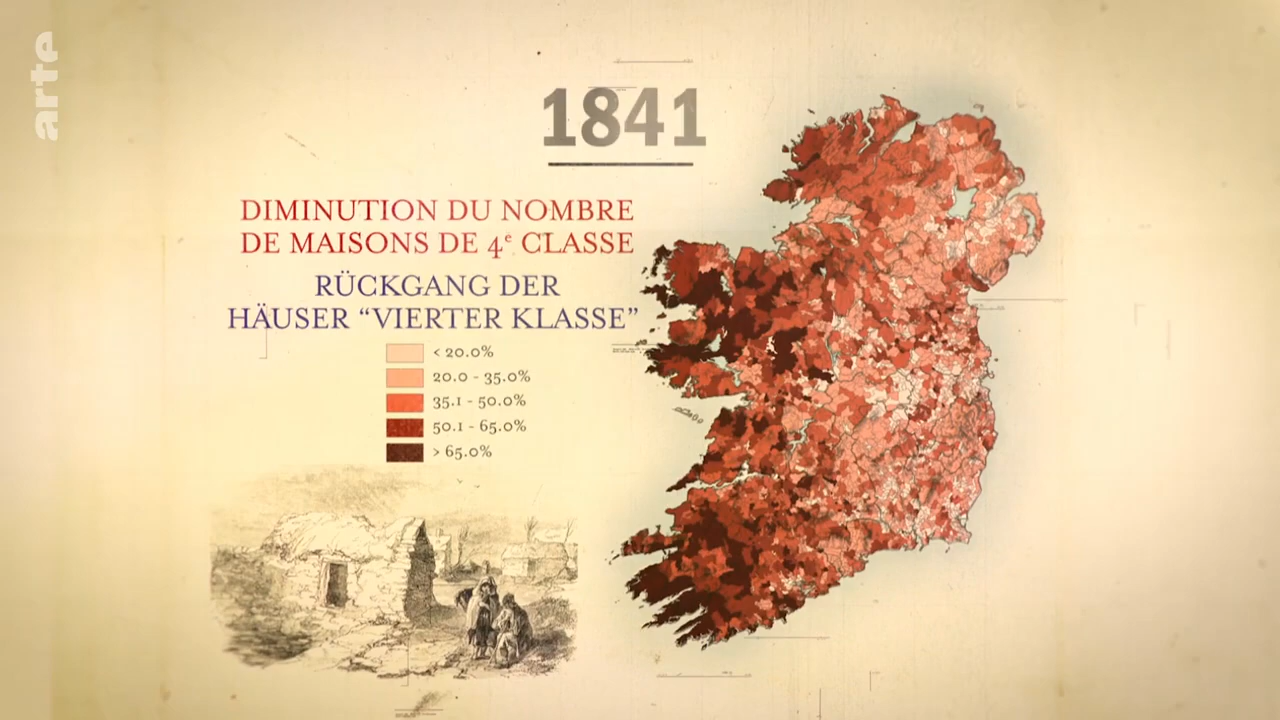 arte
1841
DIMINUTION DU NOMBRE
DE MAISONS DE 4e CLASSE
RÜCKGANG DER
HÄUSER “VIERTER KLASSE”
< 20.0%
20.0 - 35.0%
35.1 - 50.0%
50.1 - 65.0%
> 65.0%